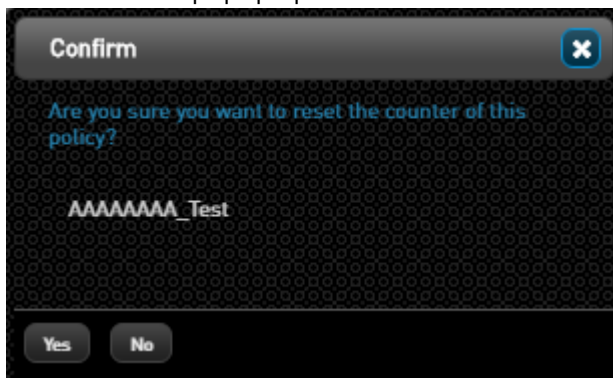 Confirm
Are you sure you want to reset the counter of this
policy?
AAAAAAAA_Test
Yes No